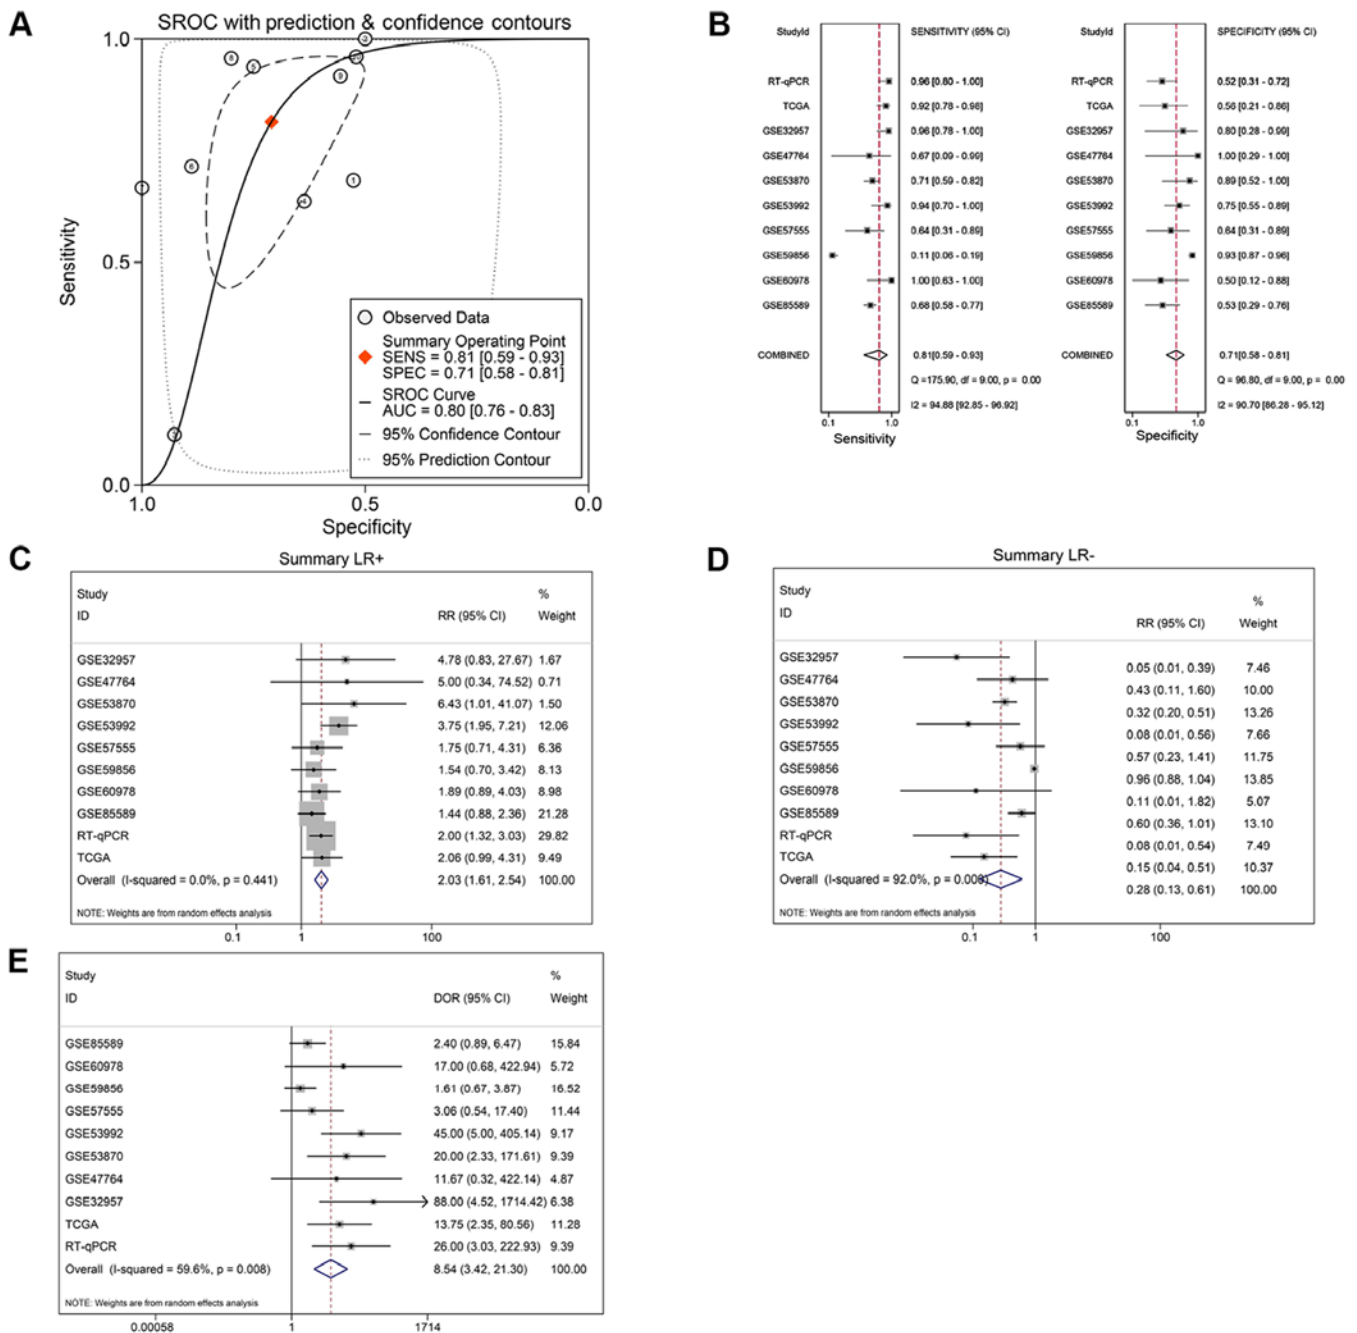 A
SROC with prediction & confidence contours
1.0
0.5
0.0
Sensitivity
1.0
0.5
0.0
Specificity
Observed Data
Summary Operating Point
SENS = 0.81 [0.59 - 0.93]
SPEC = 0.71 [0.58 - 0.81]
SROC Curve
AUC = 0.80 [0.76 - 0.83]
95% Confidence Contour
95% Prediction Contour
B
StudyId SENSITIVITY (95% CI)
RT-qPCR 0.96 [0.80 - 1.00]
TCGA 0.92 [0.78 - 0.98]
GSE32957 0.96 [0.78 - 1.00]
GSE47764 0.67 [0.09 - 0.99]
GSE53870 0.71 [0.59 - 0.82]
GSE53992 0.94 [0.70 - 1.00]
GSE57555 0.64 [0.31 - 0.89]
GSE59856 0.11 [0.06 - 0.19]
GSE60978 1.00 [0.63 - 1.00]
GSE85589 0.68 [0.58 - 0.77]
COMBINED 0.81[0.59 - 0.93]
Q =175.90, df = 9.00, p = 0.00
I2 = 94.88 [92.85 - 96.92]
0.1 1.0
Sensitivity
StudyId SPECIFICITY (95% CI)
RT-qPCR 0.52 [0.31 - 0.72]
TCGA 0.56 [0.21 - 0.86]
GSE32957 0.80 [0.28 - 0.99]
GSE47764 1.00 [0.29 - 1.00]
GSE53870 0.89 [0.52 - 1.00]
GSE53992 0.75 [0.55 - 0.89]
GSE57555 0.64 [0.31 - 0.89]
GSE59856 0.93 [0.87 - 0.96]
GSE60978 0.50 [0.12 - 0.88]
GSE85589 0.53 [0.29 - 0.76]
COMBINED 0.71[0.58 - 0.81]
Q = 96.80, df = 9.00, p = 0.00
I2 = 90.70 [86.28 - 95.12]
0.1 1.0
Specificity
C
Summary LR+
Study %
ID RR (95% CI) Weight
GSE32957 4.78 (0.83, 27.67) 1.67
GSE47764 5.00 (0.34, 74.52) 0.71
GSE53870 6.43 (1.01, 41.07) 1.50
GSE53992 3.75 (1.95, 7.21) 12.06
GSE57555 1.75 (0.71, 4.31) 6.36
GSE59856 1.54 (0.70, 3.42) 8.13
GSE60978 1.89 (0.89, 4.03) 8.98
GSE85589 1.44 (0.88, 2.36) 21.28
RT-qPCR 2.00 (1.32, 3.03) 29.82
TCGA 2.06 (0.99, 4.31) 9.49
Overall (I-squared = 0.0%, p = 0.441) 2.03 (1.61, 2.54) 100.00
NOTE: Weights are from random effects analysis
0.1 1 100
D
Summary LR-
Study %
ID RR (95% CI) Weight
GSE32957 0.05 (0.01, 0.39) 7.46
GSE47764 0.43 (0.11, 1.60) 10.00
GSE53870 0.32 (0.20, 0.51) 13.26
GSE53992 0.08 (0.01, 0.56) 7.66
GSE57555 0.57 (0.23, 1.41) 11.75
GSE59856 0.96 (0.88, 1.04) 13.85
GSE60978 0.11 (0.01, 1.82) 5.07
GSE85589 0.60 (0.36, 1.01) 13.10
RT-qPCR 0.08 (0.01, 0.54) 7.49
TCGA 0.15 (0.04, 0.51) 10.37
Overall (I-squared = 92.0%, p = 0.28 (0.13, 0.61) 100.00
NOTE: Weights are from random effects analysis
0.1 1 100
E
Study %
ID DOR (95% CI) Weight
GSE85589 2.40 (0.89, 6.47) 15.84
GSE60978 17.00 (0.68, 422.94) 5.72
GSE59856 1.61 (0.67, 3.87) 16.52
GSE57555 3.06 (0.54, 17.40) 11.44
GSE53992 45.00 (5.00, 405.14) 9.17
GSE53870 20.00 (2.33, 171.61) 9.39
GSE47764 11.67 (0.32, 422.14) 4.87
GSE32957 88.00 (4.52, 1714.42) 6.38
TCGA 13.75 (2.35, 80.56) 11.28
RT-qPCR 26.00 (3.03, 222.93) 9.39
Overall (I-squared = 59.6%, p = 0.008) 8.54 (3.42, 21.30) 100.00
NOTE: Weights are from random effects analysis
0.00058 1 1714